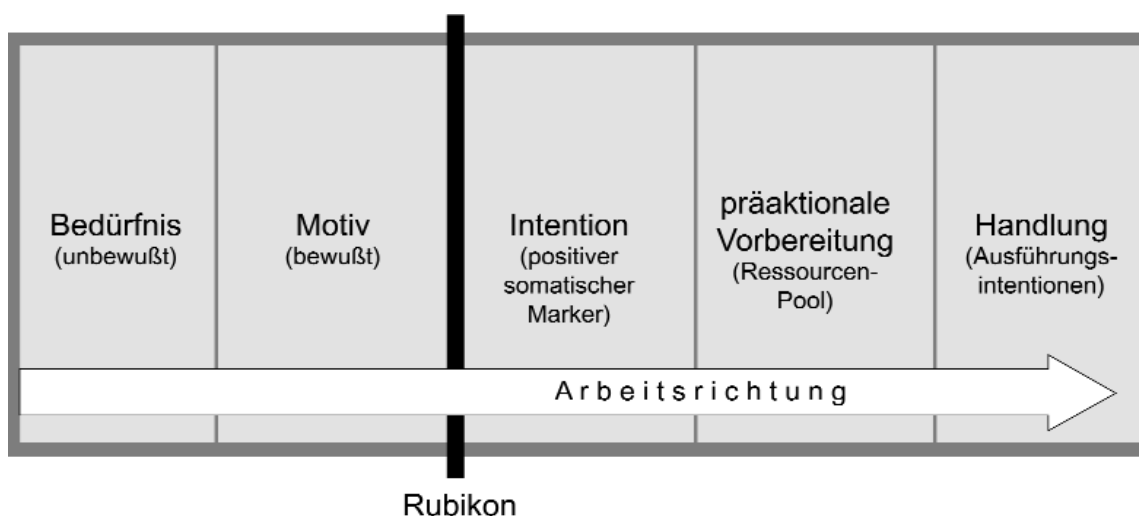 Bedürfnis
(unbewußt)
Motiv
(bewußt)
Intention
(positiver
somatischer
Marker)
präaktionale
Vorbereitung
(Ressourcen-
Pool)
Handlung
(Ausführungs-
intentionen)
Arbeitsrichtung
Rubikon